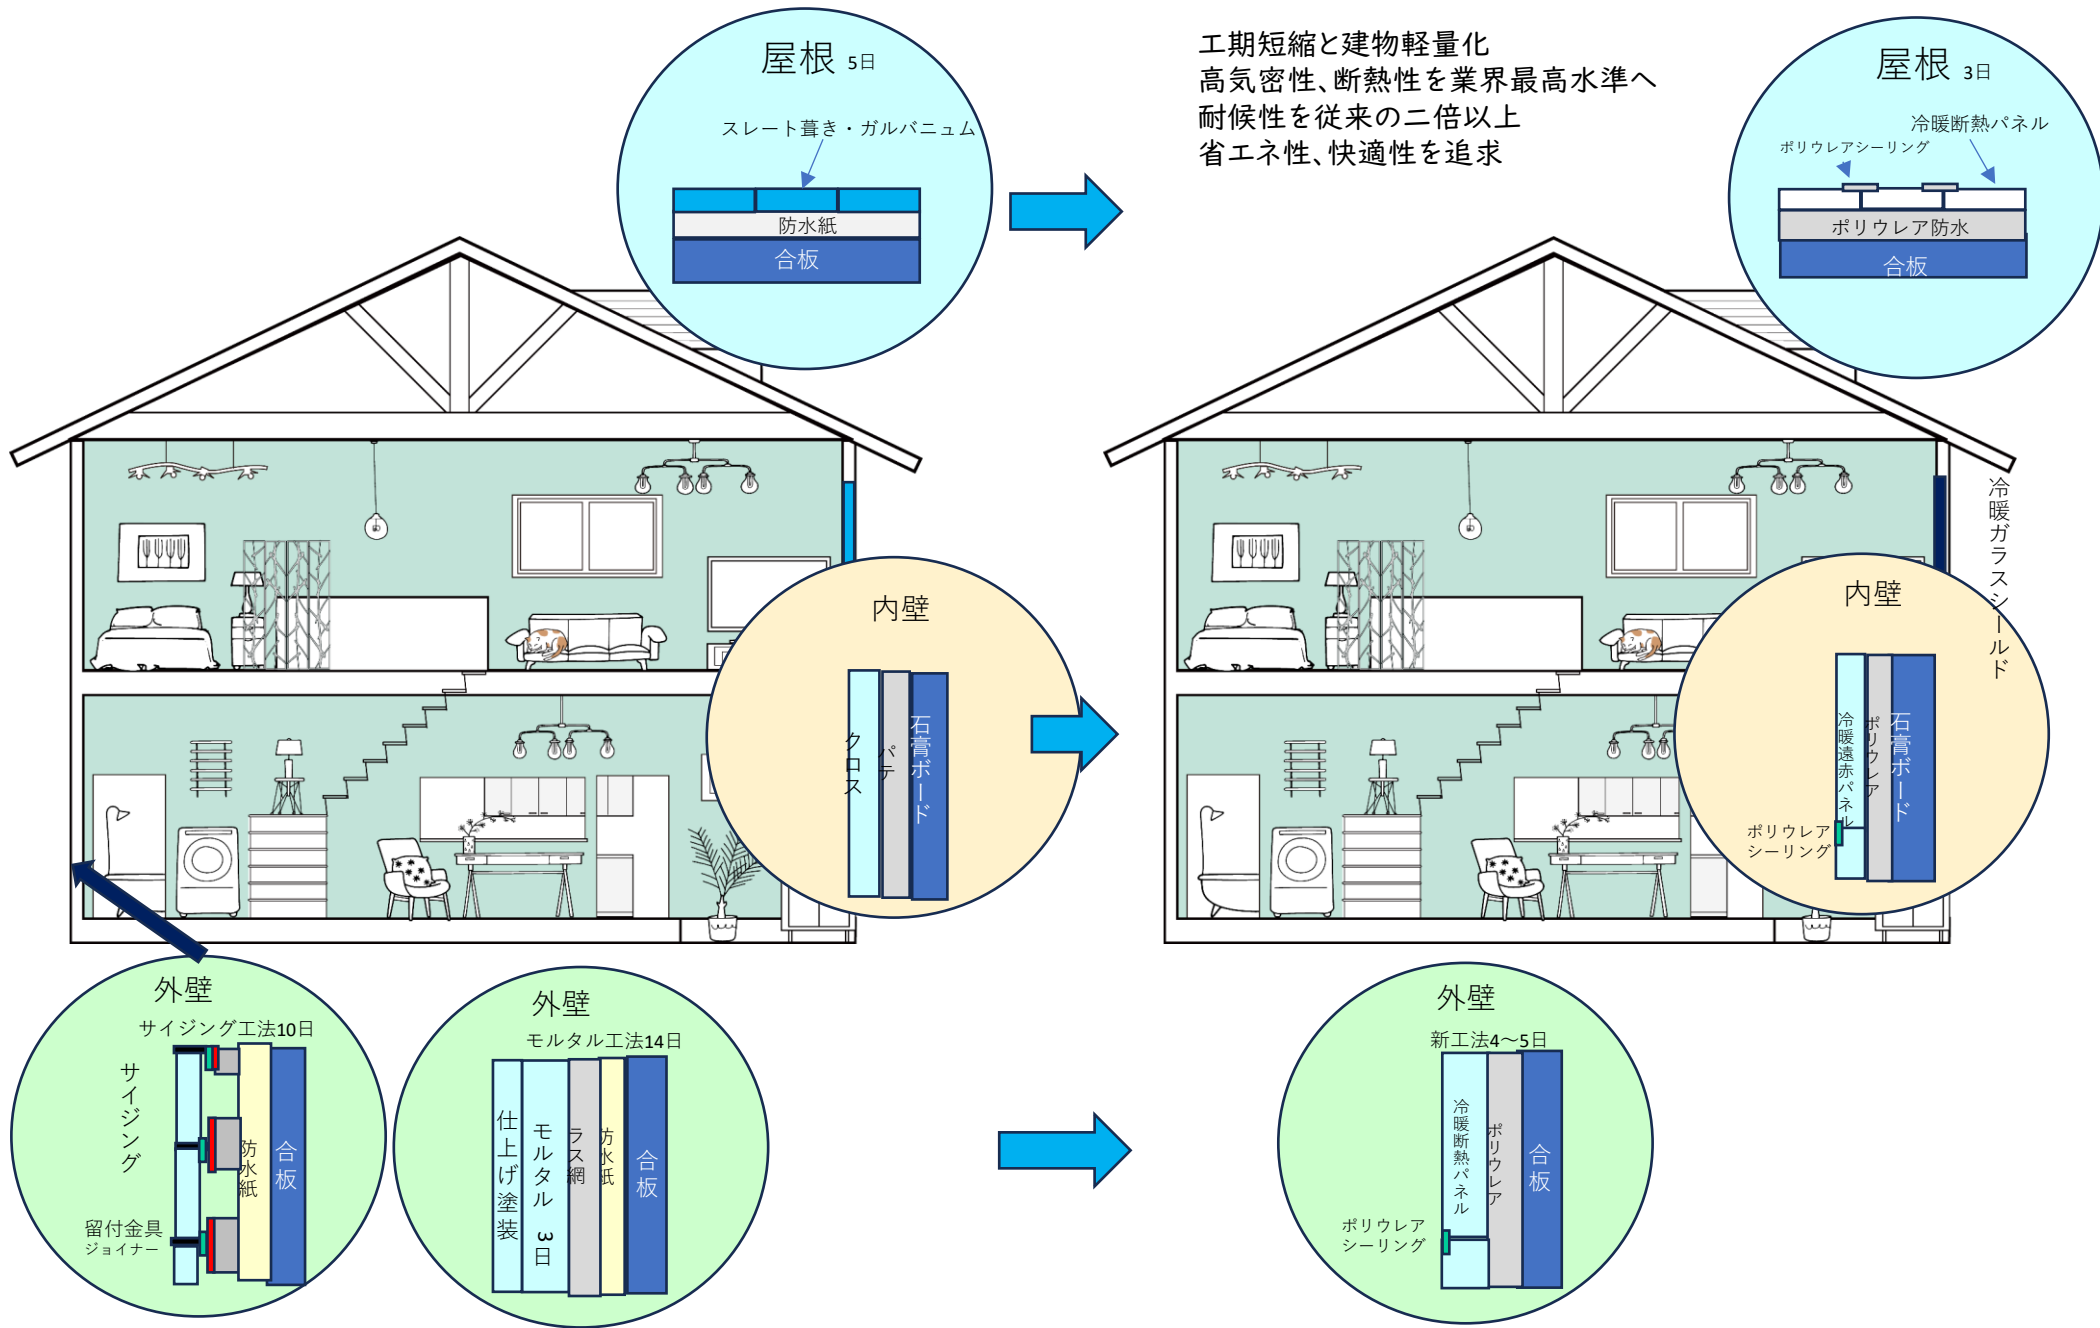 屋根 5日
スレート葺き・ガルバニュム
防水紙
合板
工期短縮と建物軽量化
高気密性、断熱性を業界最高水準へ
耐候性を従来の二倍以上
省エネ性、快適性を追求
屋根 3日
冷暖断熱パネル
ポリウレアシーリング
ポリウレア防水
合板
内壁
クロス
パテ
石膏ボード
冷暖ガラスシールド
内壁
冷暖遠赤パネル
ポリウレア
石膏ボード
ポリウレア
シーリング
外壁
サイジング工法10日
サイジング
防水紙
合板
留付金具
ジョイナー
外壁
モルタル工法14日
仕上げ塗装
モルタル 3日
ラス網
防水紙
合板
外壁
新工法4～5日
冷暖断熱パネル
ポリウレア
合板
ポリウレア
シーリング